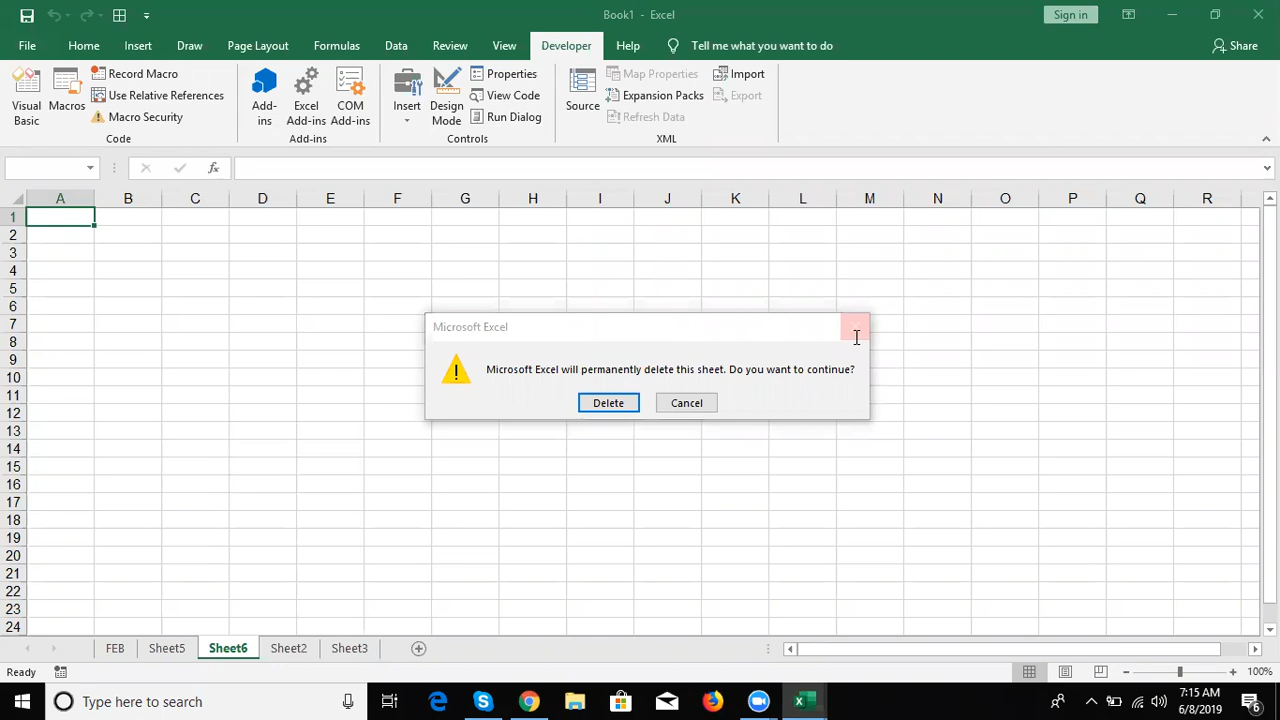 Book1 - Excel
Sign in
File Home Insert Draw Page Layout Formulas Data Review View Developer Help Tell me what you want to do Share
Visual Basic
Macros
Record Macro
Use Relative References
Macro Security
Code
Add-ins
Excel Add-ins
COM Add-ins
Add-ins
Insert
Design Mode
Properties
View Code
Run Dialog
Controls
Source
Map Properties
Expansion Packs
Refresh Data
Import
Export
XML
fx
A B C D E F G H I J K L M N O P Q R
1
2
3
4
5
6
7
8
9
10
11
12
13
14
15
16
17
18
19
20
21
22
23
24
Microsoft Excel
Microsoft Excel will permanently delete this sheet. Do you want to continue?
Delete Cancel
FEB Sheet5 Sheet6 Sheet2 Sheet3
Ready
100%
Type here to search
7:15 AM
6/8/2019
6